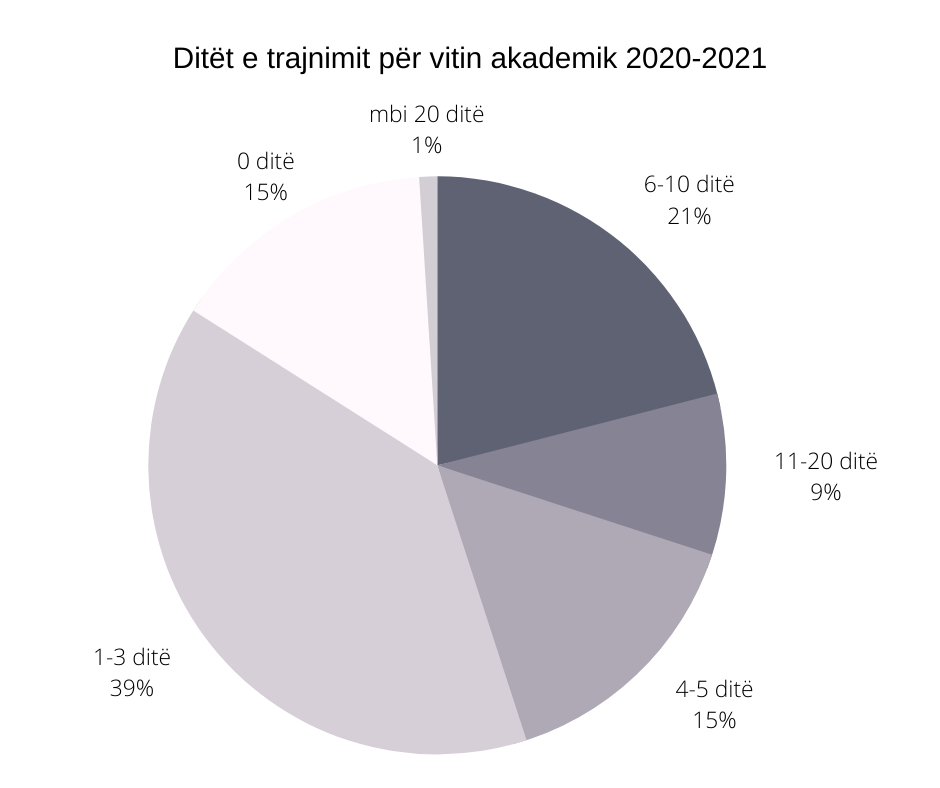 Ditët e trajnimit për vitin akademik 2020-2021
mbi 20 ditë
1%
0 ditë
15%
6-10 ditë
21%
11-20 ditë
9%
1-3 ditë
39%
4-5 ditë
15%